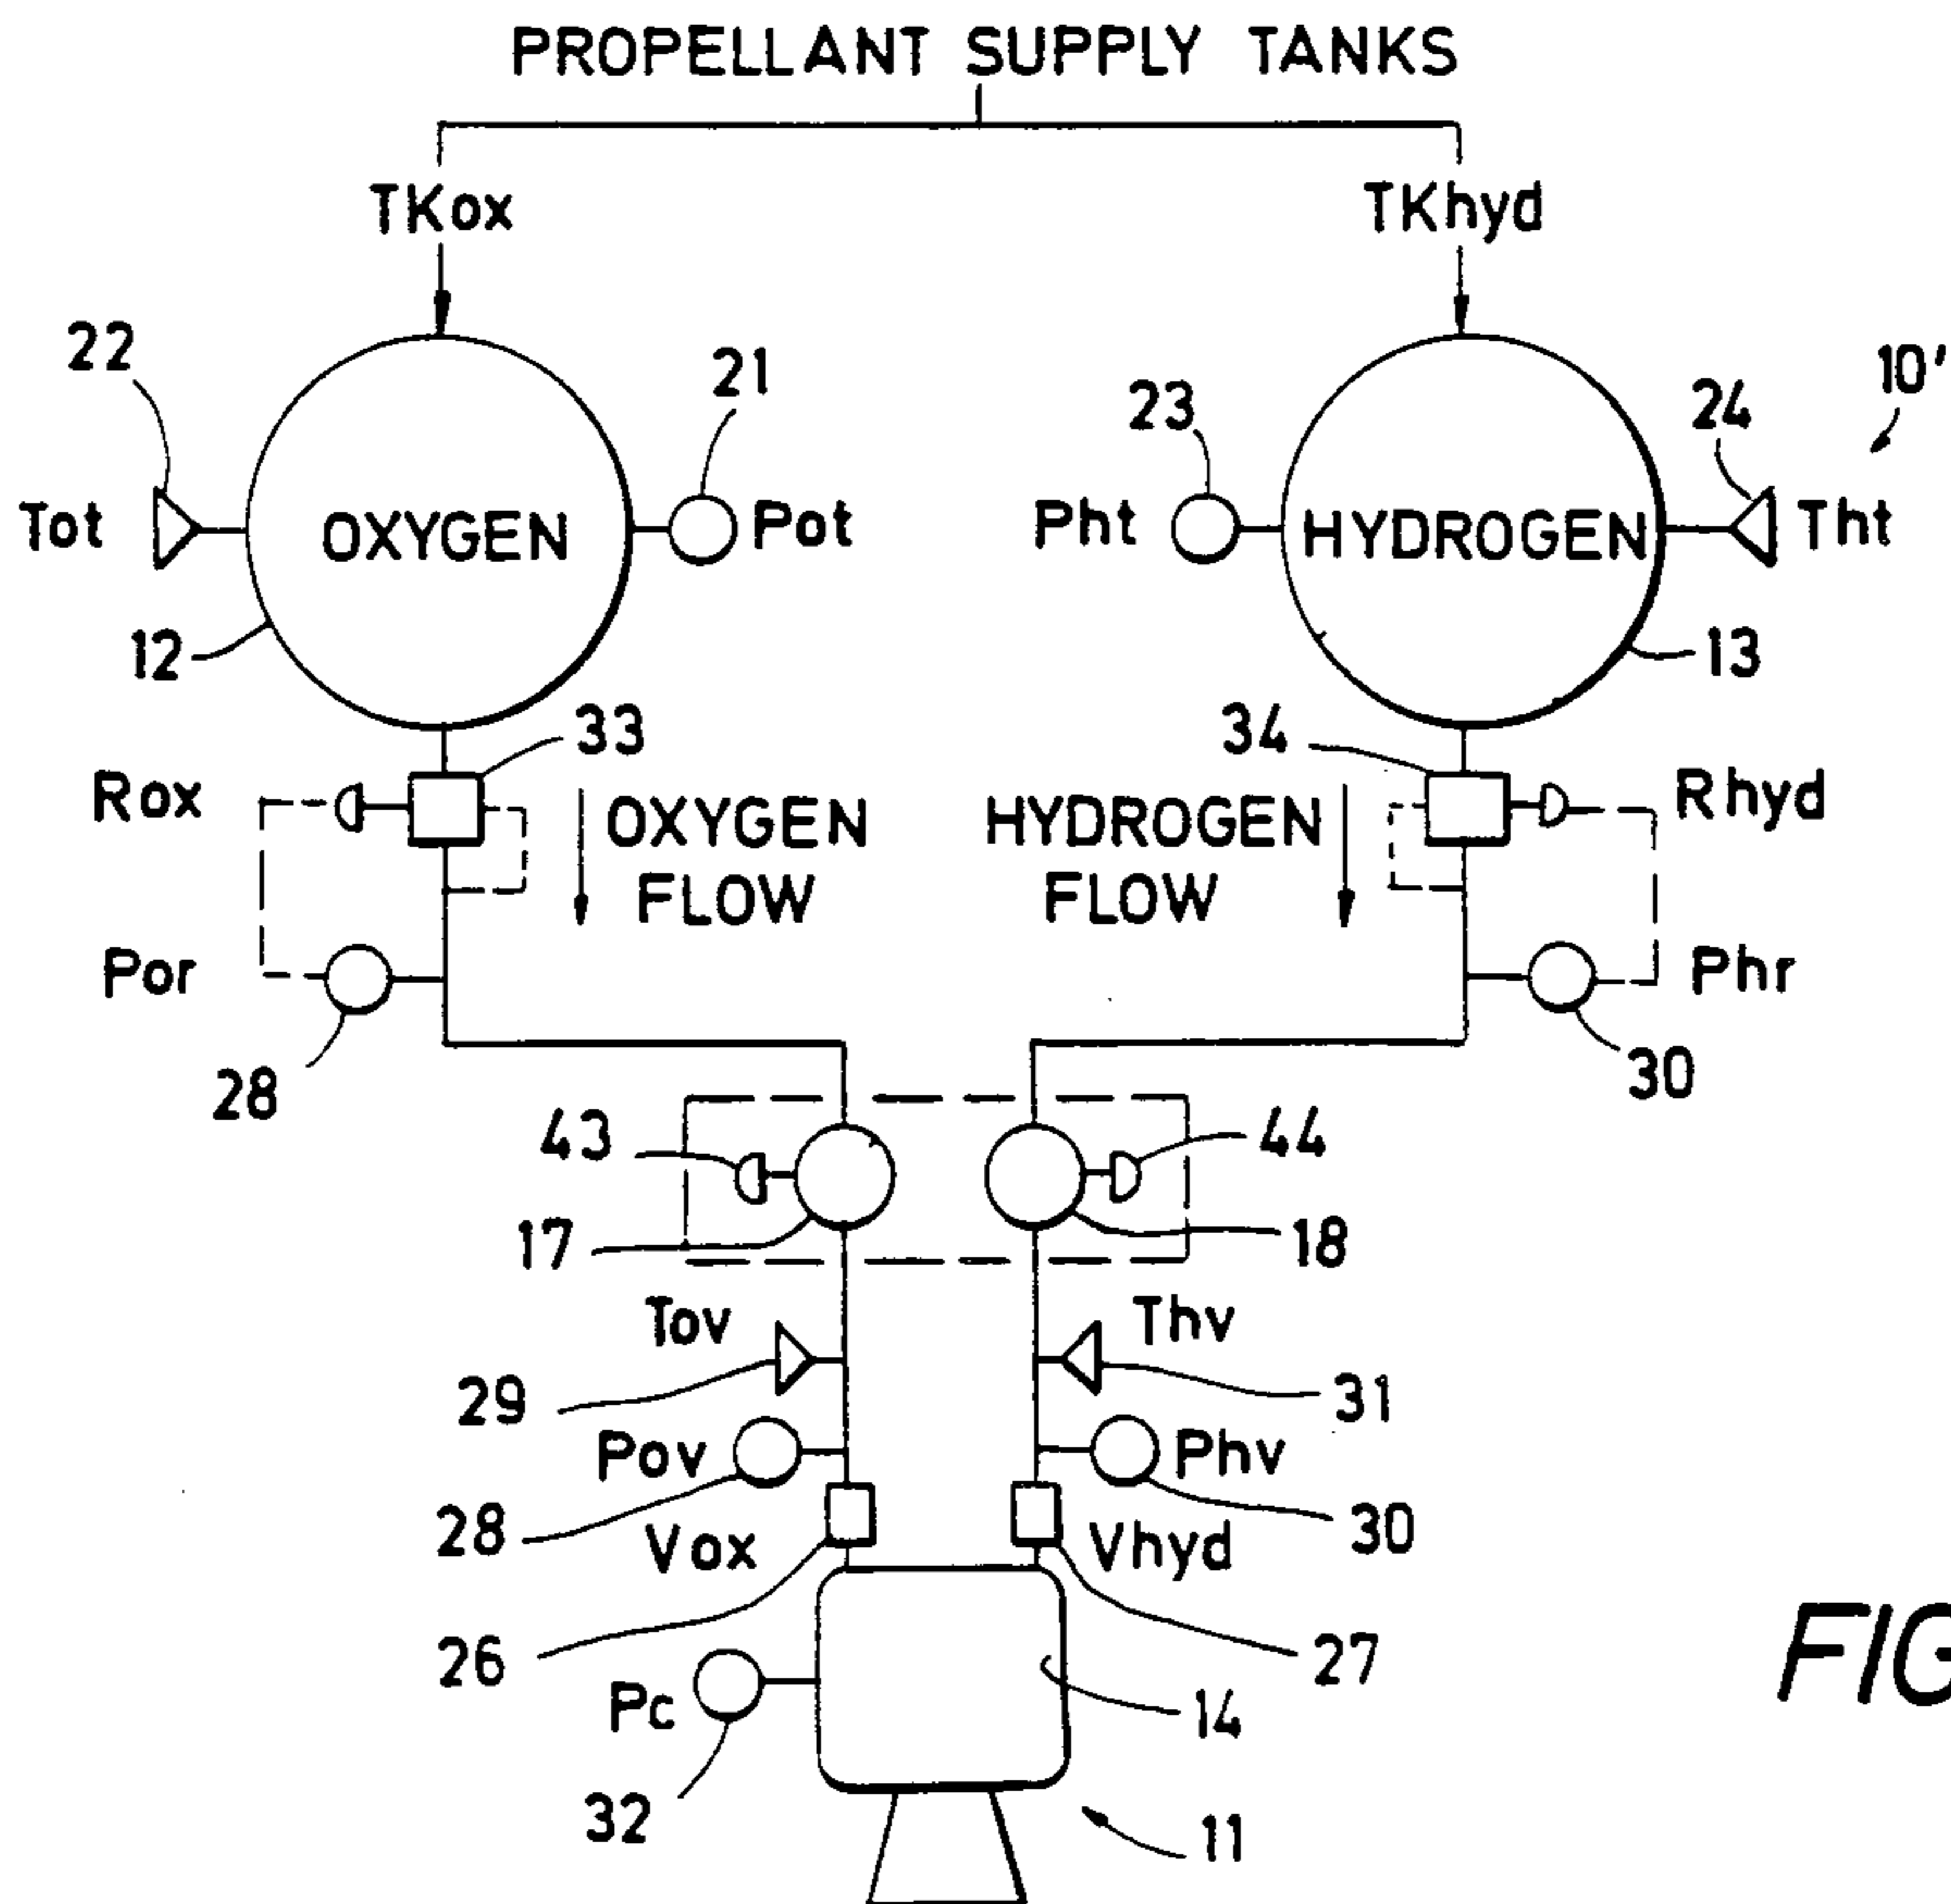 PROPELLANT SUPPLY TANKS
TKox
TKhyd
22
21
23
24
10'
Tot
OXYGEN
Pot
Pht
HYDROGEN
Tht
12
13
33
34
Rox
OXYGEN
FLOW
HYDROGEN
FLOW
Rhyd
Por
Phr
28
30
43
44
17
18
Tov
Thv
29
31
Pov
Phv
28
Vox
Vhyd
30
26
27
Pc
14
32
11
FIG